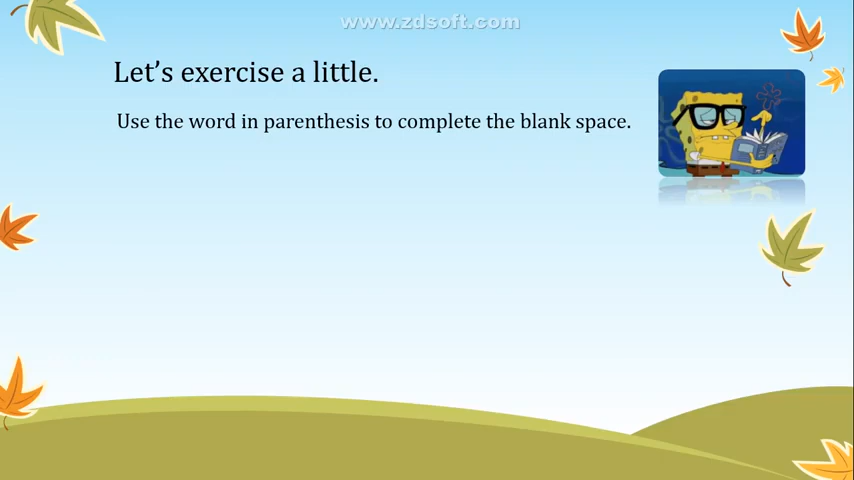 www.zdsoft.com
Let's exercise a little.
Use the word in parenthesis to complete the blank space.